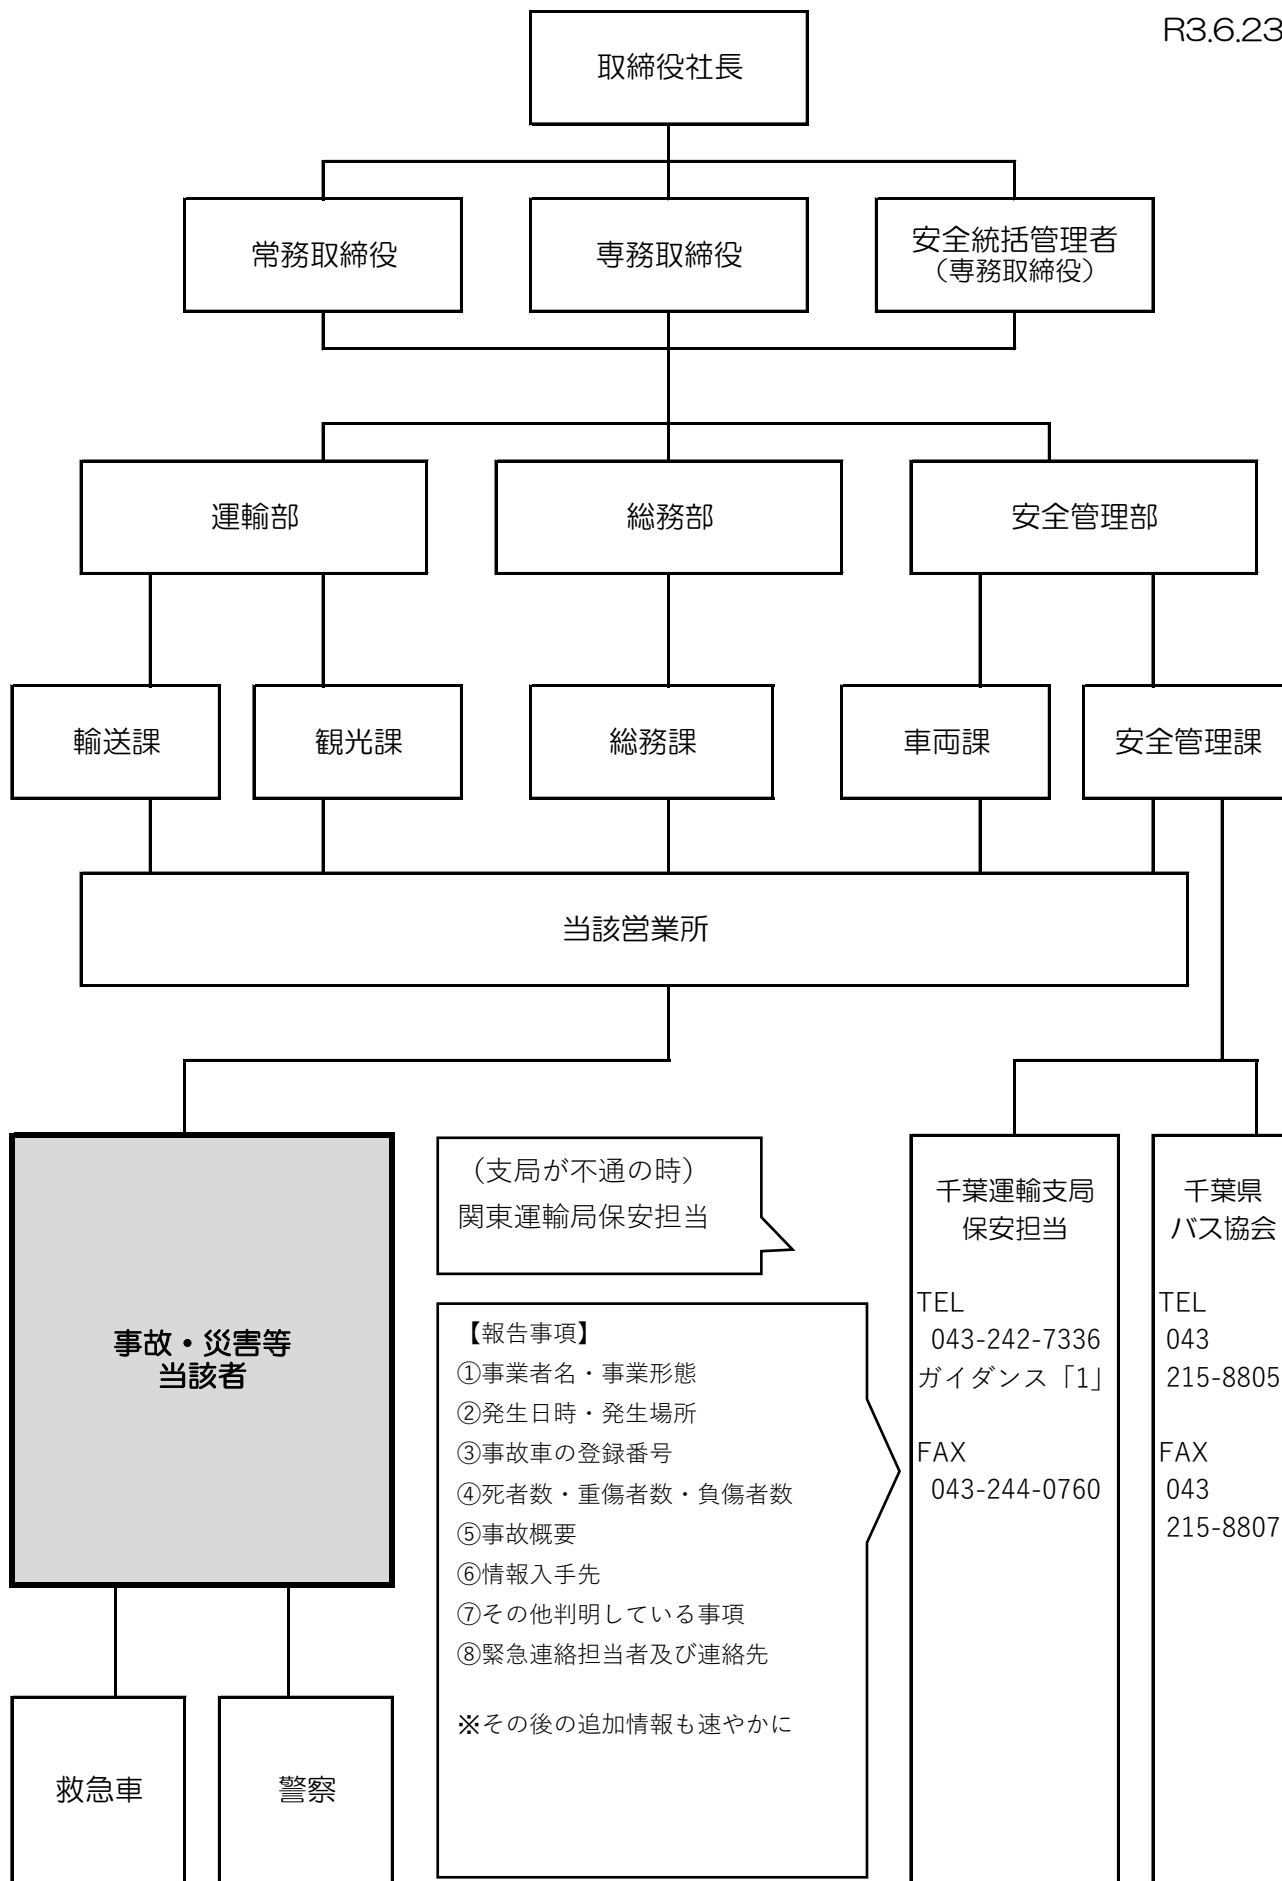 R3.6.23
取締役社長
常務取締役
専務取締役
安全統括管理者
（専務取締役）
運輸部
総務部
安全管理部
輸送課
観光課
総務課
車両課
安全管理課
当該営業所
事故・災害等
当該者
（支局が不通の時）
関東運輸局保安担当
【報告事項】
①事業者名・事業形態
②発生日時・発生場所
③事故車の登録番号
④死者数・重傷者数・負傷者数
⑤事故概要
⑥情報入手先
⑦その他判明している事項
⑧緊急連絡担当者及び連絡先
※その後の追加情報も速やかに
千葉運輸支局
保安担当
TEL
043-242-7336
ガイダンス「1」
FAX
043-244-0760
千葉県
バス協会
TEL
043
215-8805
FAX
043
215-8807
救急車
警察